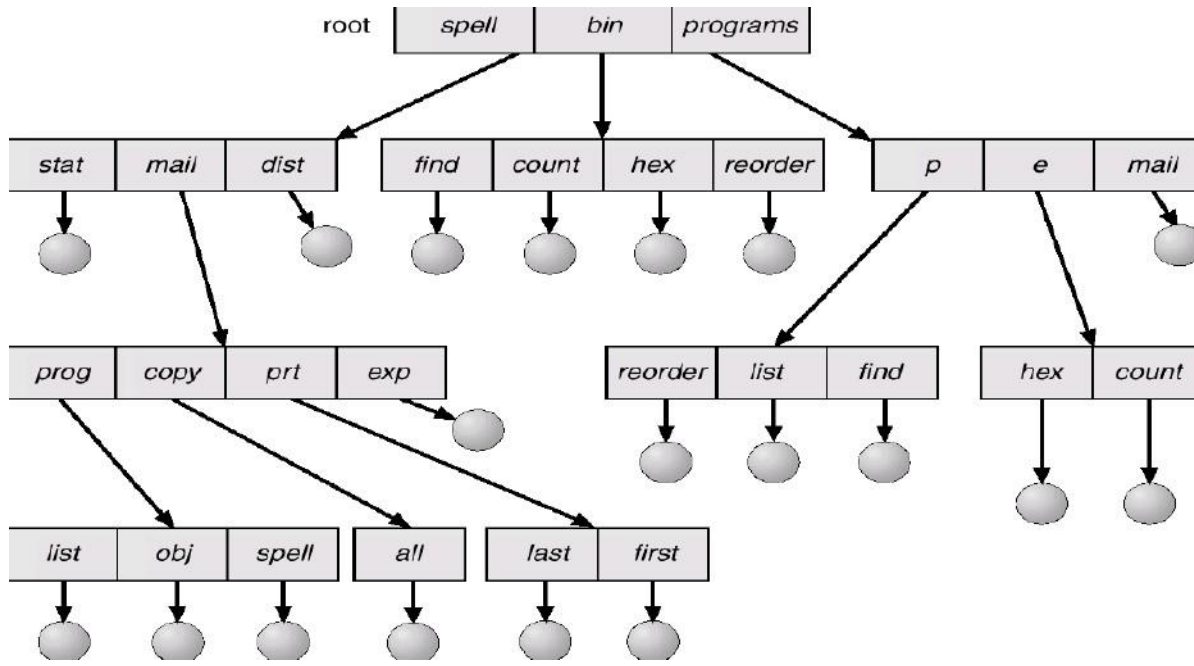 root spell bin programs
stat mail dist find count hex reorder p e mail
prog copy prt exp reorder list find hex count
list obj spell all last first